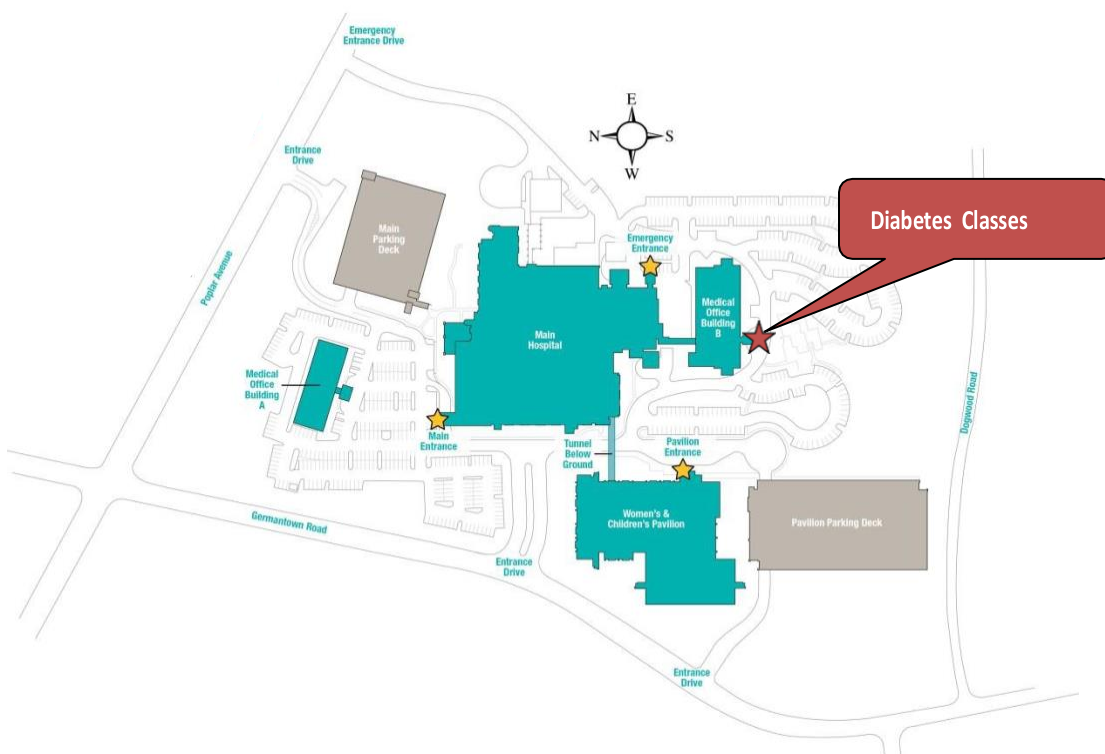 Emergency
Entrance Drive
E
N
S
W
Entrance
Drive
Diabetes Classes
Main
Parking
Deck
Emergency
Entrance
Poplar Avenue
Medical
Office
Building
B
Main
Hospital
Medical
Office
Building
A
Dogwood Road
Main
Entrance
Tunnel
Below
Ground
Pavilion
Entrance
Women's &
Children's Pavilion
Pavilion Parking Deck
Germantown Road
Entrance
Drive
Entrance
Drive